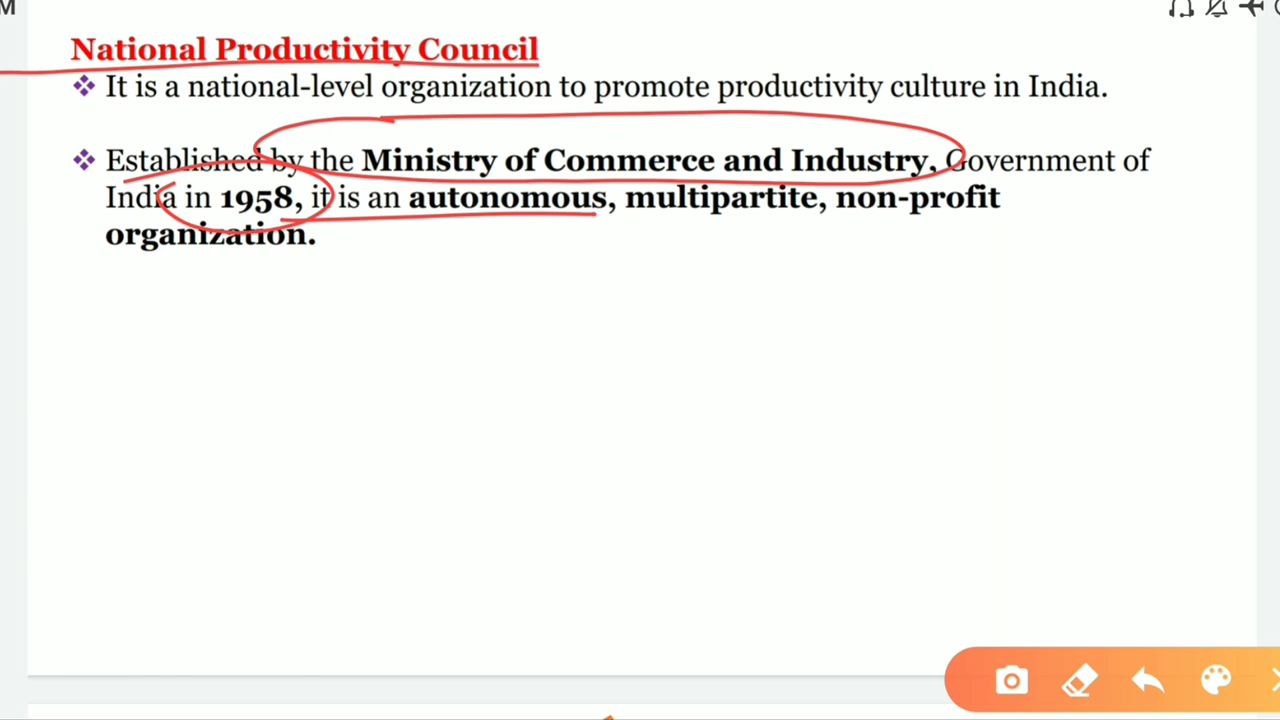 M
National Productivity Council
It is a national-level organization to promote productivity culture in India.
Established by the Ministry of Commerce and Industry, Government of
India in 1958, it is an autonomous, multipartite, non-profit
organization.